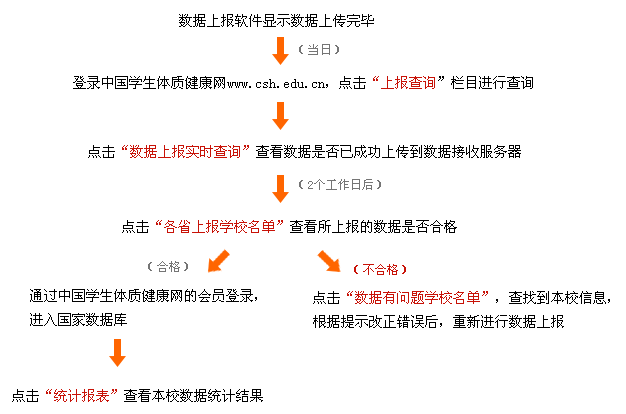 数据上报软件显示数据上传完毕
（当日）
登录中国学生体质健康网www.csh.edu.cn，点击“上报查询”栏目进行查询
点击“数据上报实时查询”查看数据是否已成功上传到数据接收服务器
（2个工作日后）
点击“各省上报学校名单”查看所上报的数据是否合格
（合格）
（不合格）
通过中国学生体质健康网的会员登录，
进入国家数据库
点击“数据有问题学校名单”，查找到本校信息，
根据提示改正错误后，重新进行数据上报
点击“统计报表”查看本校数据统计结果